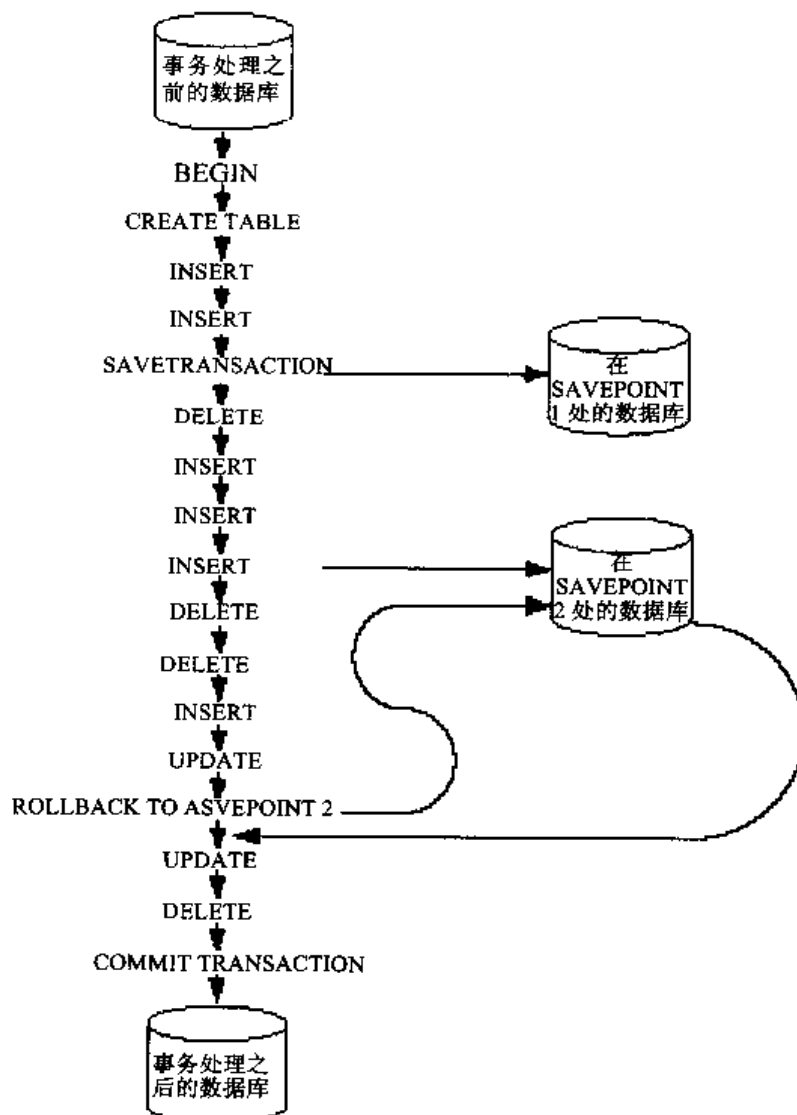 事务处理之
前的数据库
BEGIN
CREATE TABLE
INSERT
INSERT
SAVETRANSACTION
在
SAVEPOINT
1 处的数据库
DELETE
INSERT
INSERT
INSERT
在
SAVEPOINT
2 处的数据库
DELETE
DELETE
INSERT
UPDATE
ROLLBACK TO ASVEPOINT 2
UPDATE
DELETE
COMMIT TRANSACTION
事务处理之
后的数据库